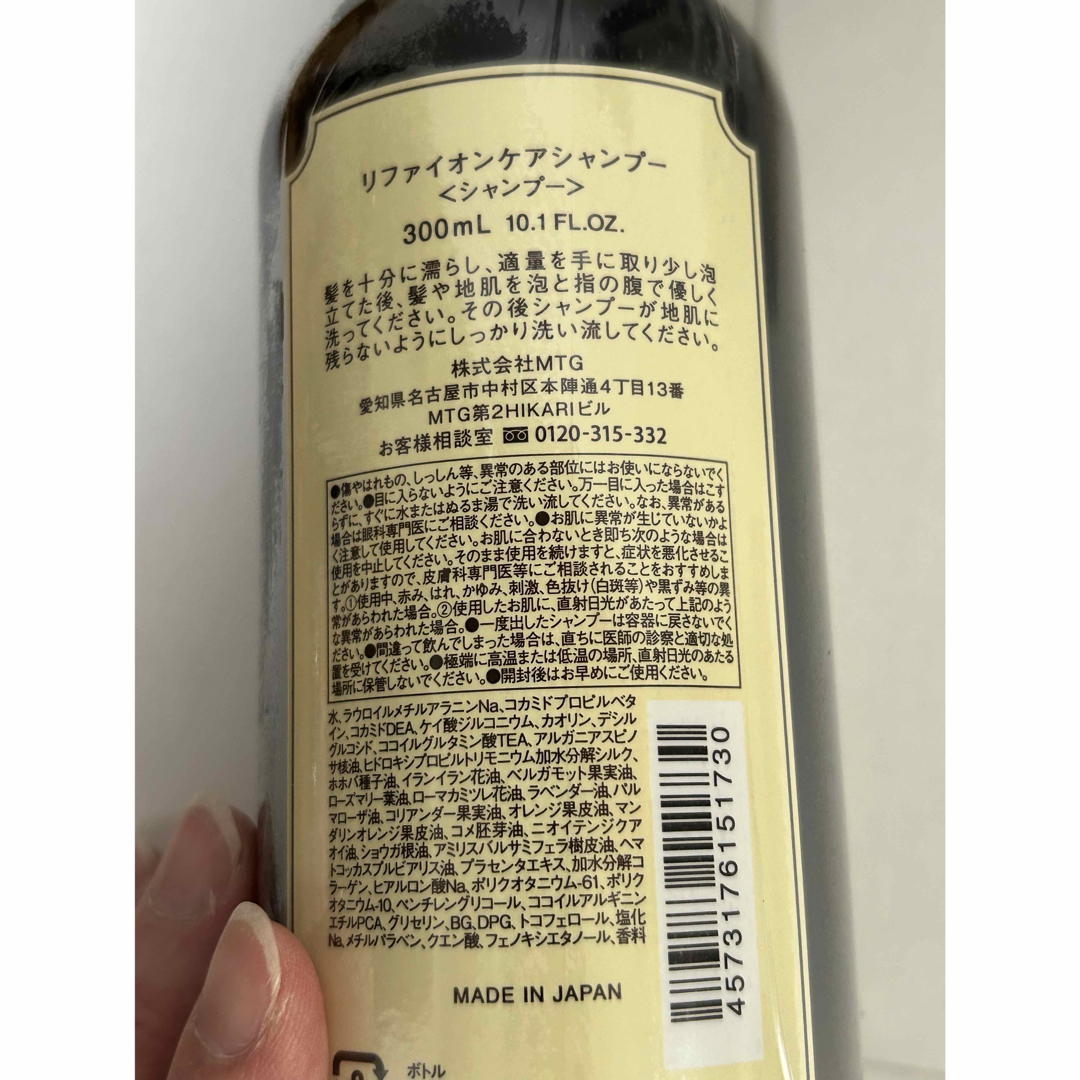 リファイオンケアシャンプー
<シャンプー>
300mL 10.1 FL.OZ.
髪を十分に濡らし、適量を手に取り少し泡
立てた後、髪や地肌を泡と指の腹で優しく
洗ってください。その後シャンプーが地肌に
残らないようにしっかり洗い流してください。
株式会社MTG
愛知県名古屋市中村区本陣通4丁目13番
MTG第2HIKARIビル
お客様相談室 0120-315-332
●傷やはれもの、しっしん等、異常のある部位にはお使いにならないでく
ださい。●目に入らないようにご注意ください。万一目に入った場合はこす
らずに、すぐに水またはぬるま湯で洗い流してください。なお、異常がある
場合は眼科専門医にご相談ください。●お肌に異常が生じていないかよ
く注意して使用してください。お肌に合わないとき即ち次のような場合は
使用を中止してください。そのまま使用を続けますと、症状を悪化させるこ
とがありますので、皮膚科専門医等にご相談されることをおすすめしま
す。①使用中、赤み、はれ、かゆみ、刺激、色抜け(白斑等)や黒ずみ等の異
常があらわれた場合。②使用したお肌に、直射日光があたって上記のよう
な異常があらわれた場合。●一度出したシャンプーは容器に戻さないでく
ださい。●間違って飲んでしまった場合は、直ちに医師の診察と適切な処
置を受けてください。●極端に高温または低温の場所、直射日光のあたる
場所に保管しないでください。●開封後はお早めにご使用ください。
水、ラウロイルメチルアラニンNa、コカミドプロピルベタ
イン、コカミドDEA、ケイ酸ジルコニウム、カオリン、デシル
グルコシド、ココイルグルタミン酸TEA、アルガニアスピノ
サ核油、ヒドロキシプロピルトリモニウム加水分解シルク、
ホホバ種子油、イランイラン花油、ベルガモット果実油、
ローズマリー葉油、ローマカミツレ花油、ラベンダー油、パル
マローザ油、コリアンダー果実油、オレンジ果皮油、マン
ダリンオレンジ果皮油、コメ胚芽油、ニオイテンジクア
オイ油、ショウガ根油、アミリスバルサミフェラ樹皮油、ヘマ
トコッカスプルビアリス油、プラセンタエキス、加水分解コ
ラーゲン、ヒアルロン酸Na、ポリクオタニウム-61、ポリク
オタニウム-10、ペンチレングリコール、ココイルアルギニン
エチルPCA、グリセリン、BG、DPG、トコフェロール、塩化
Na、メチルパラベン、クエン酸、フェノキシエタノール、香料
4573176151730
MADE IN JAPAN
ボトル